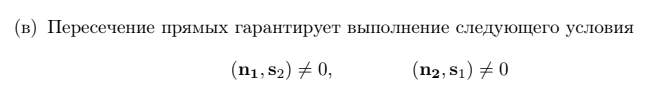 (в) Пересечение прямых гарантирует выполнение следующего условия
(n₁, s₂) ≠ 0, (n₂, s₁) ≠ 0